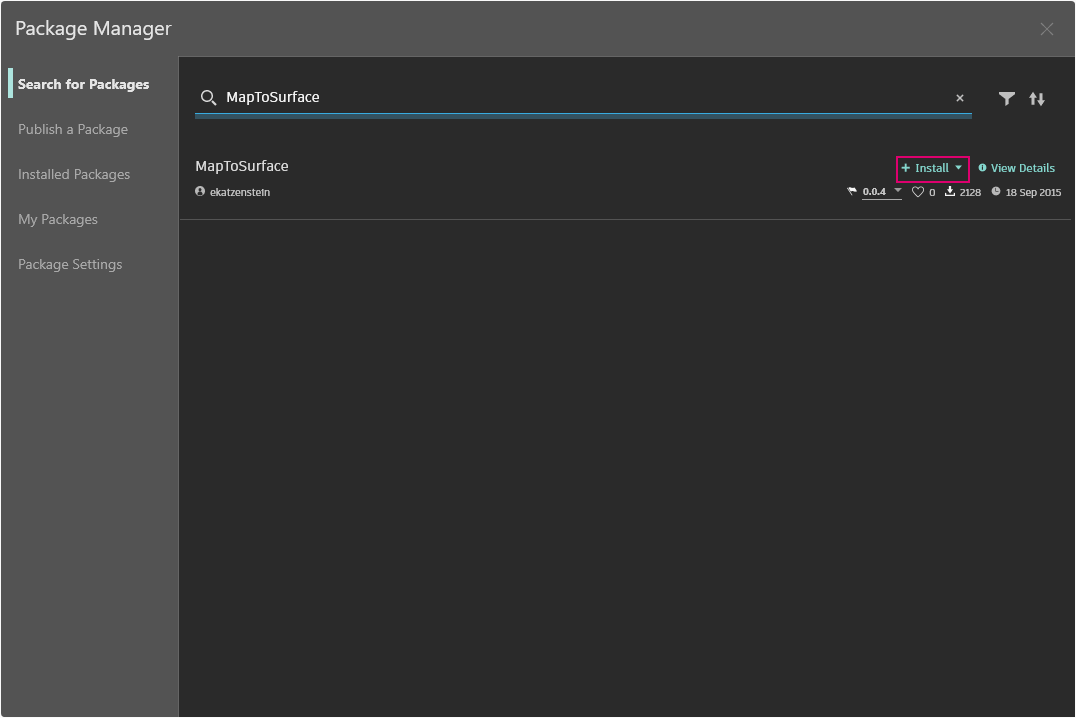 Package Manager
Search for Packages
Publish a Package
Installed Packages
My Packages
Package Settings
MapToSurface
MapToSurface
+ Install
View Details
ekatzenstein
0.0.4 0 2128 18 Sep 2015